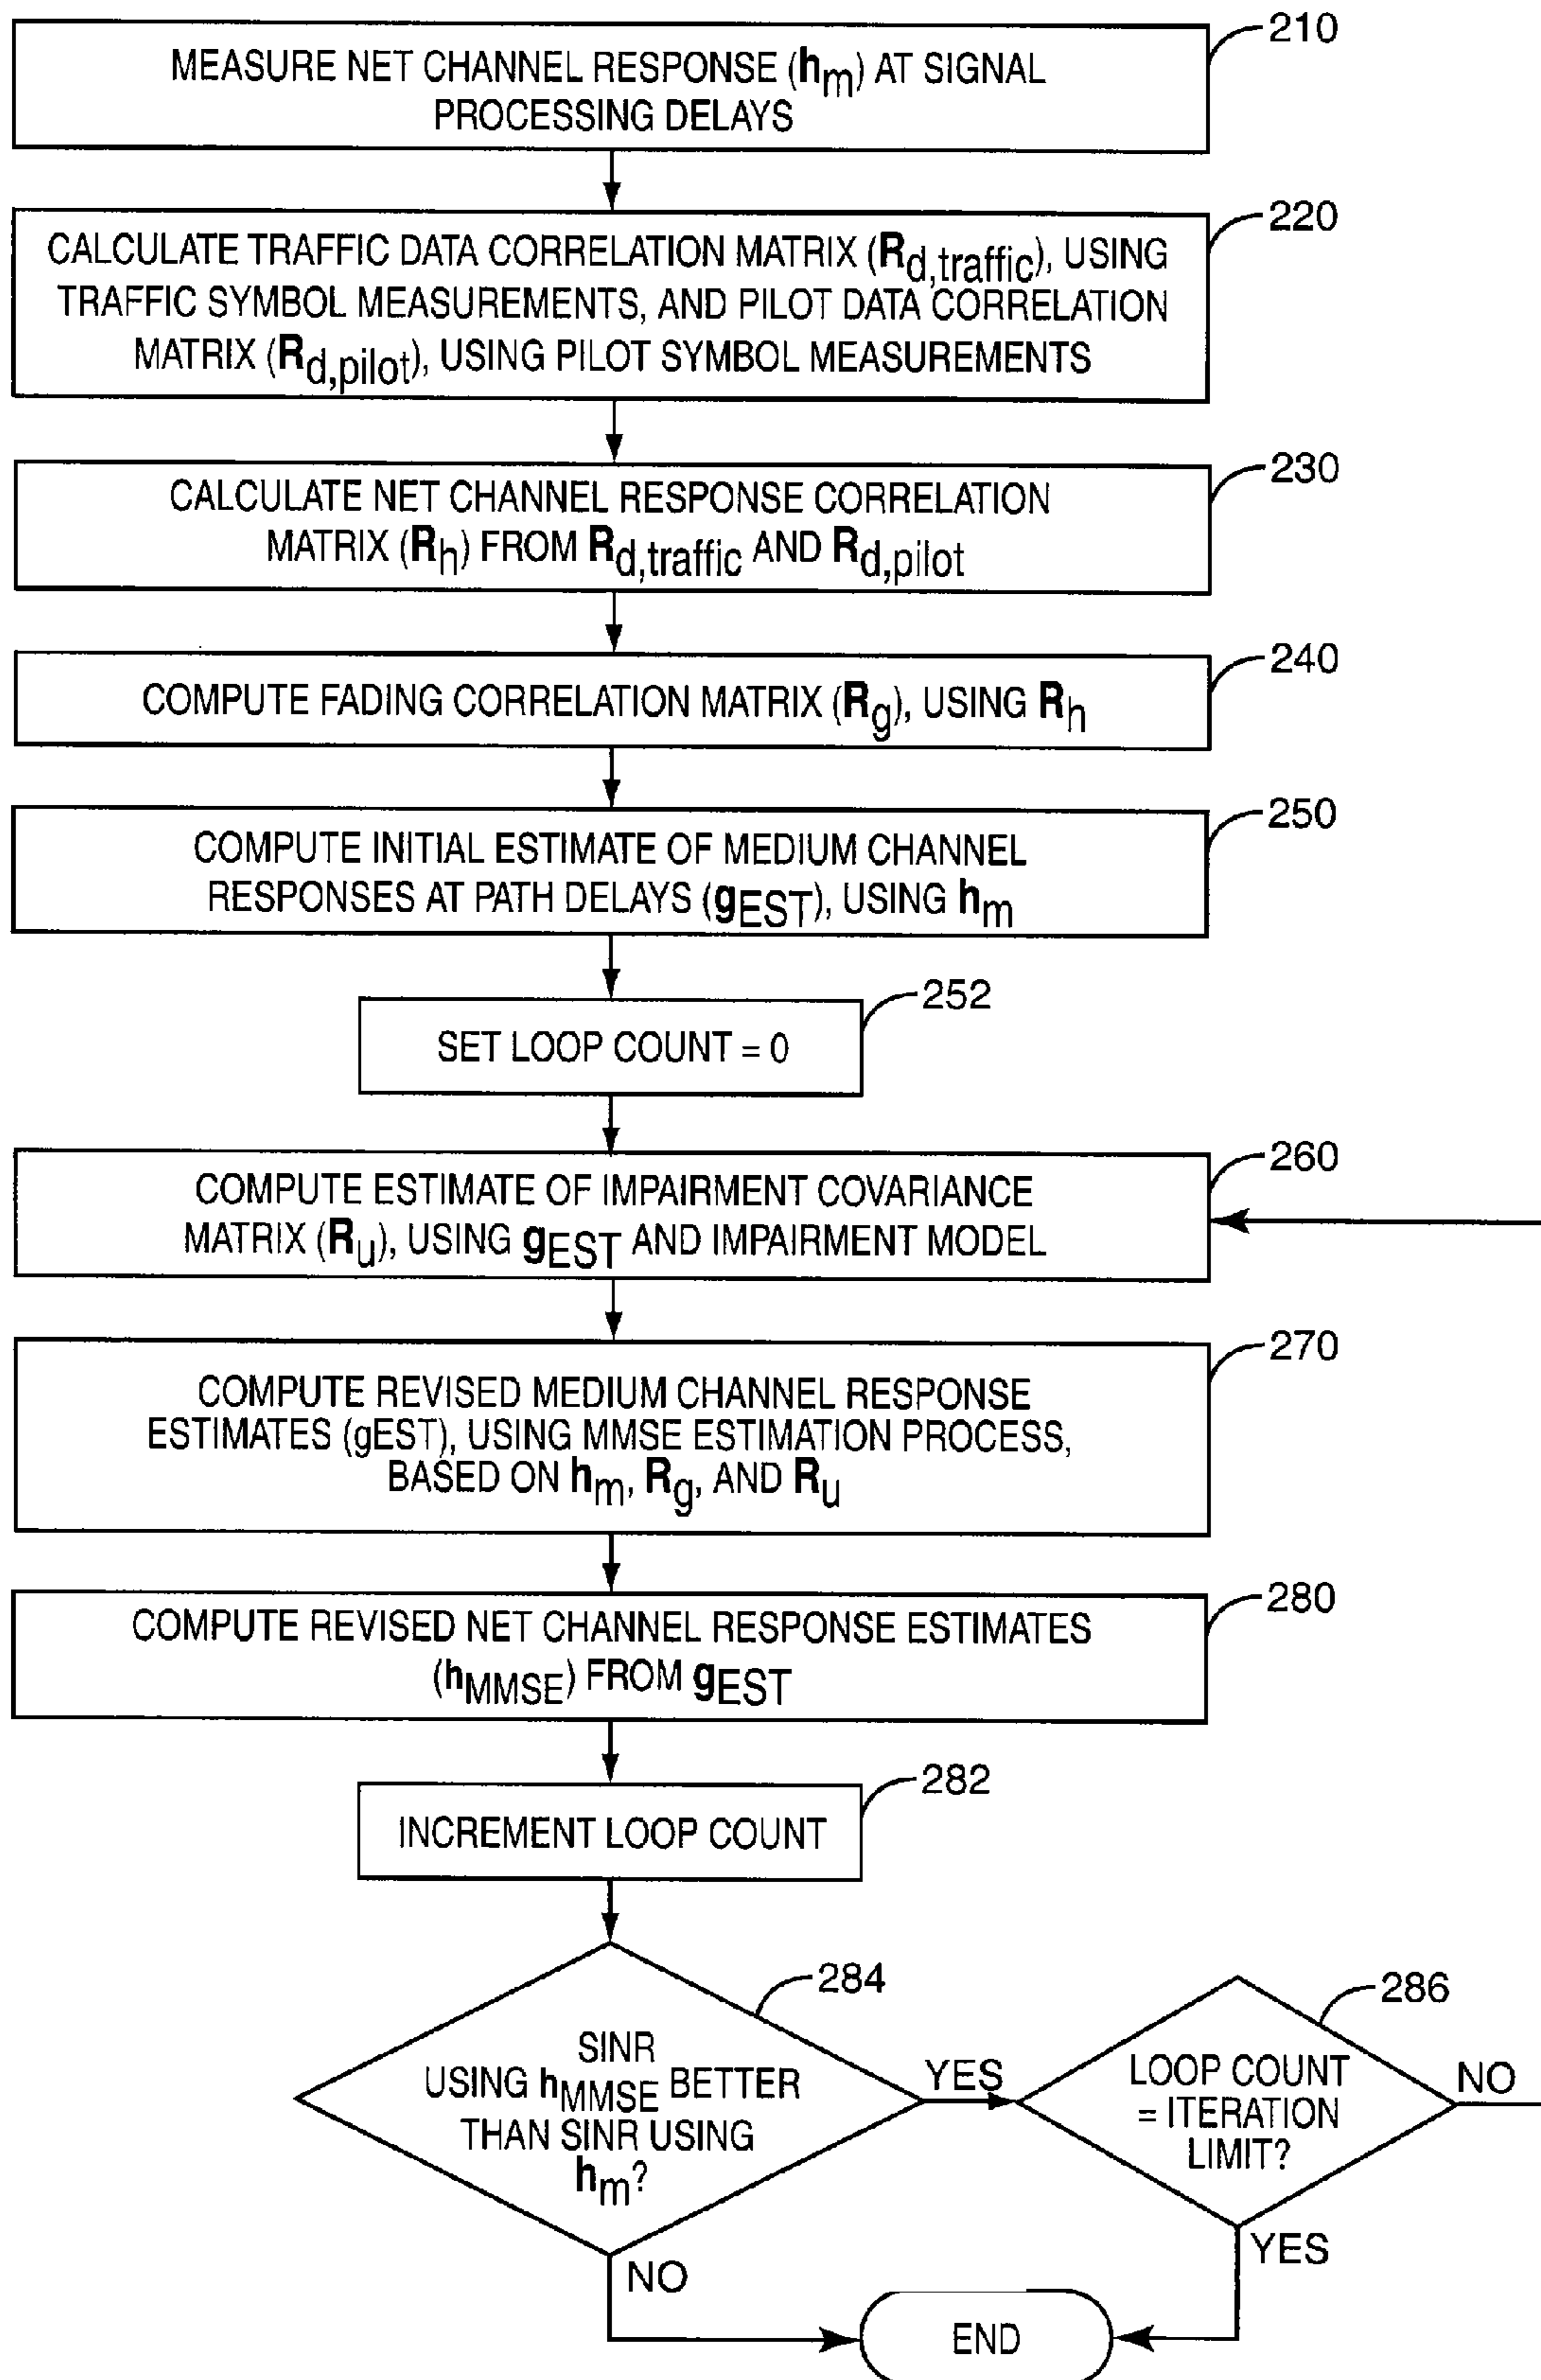 210
MEASURE NET CHANNEL RESPONSE (hm) AT SIGNAL
PROCESSING DELAYS
220
CALCULATE TRAFFIC DATA CORRELATION MATRIX (Rd,traffic), USING
TRAFFIC SYMBOL MEASUREMENTS, AND PILOT DATA CORRELATION
MATRIX (Rd,pilot), USING PILOT SYMBOL MEASUREMENTS
230
CALCULATE NET CHANNEL RESPONSE CORRELATION
MATRIX (Rh) FROM Rd,traffic AND Rd,pilot
240
COMPUTE FADING CORRELATION MATRIX (Rg), USING Rh
250
COMPUTE INITIAL ESTIMATE OF MEDIUM CHANNEL
RESPONSES AT PATH DELAYS (gEST), USING hm
252
SET LOOP COUNT = 0
260
COMPUTE ESTIMATE OF IMPAIRMENT COVARIANCE
MATRIX (Ru), USING gEST AND IMPAIRMENT MODEL
270
COMPUTE REVISED MEDIUM CHANNEL RESPONSE
ESTIMATES (gEST), USING MMSE ESTIMATION PROCESS,
BASED ON hm, Rg, AND Ru
280
COMPUTE REVISED NET CHANNEL RESPONSE ESTIMATES
(hMMSE) FROM gEST
282
INCREMENT LOOP COUNT
284
SINR
USING hMMSE BETTER
THAN SINR USING
hm?
YES
NO
286
LOOP COUNT
= ITERATION
LIMIT?
NO
YES
END